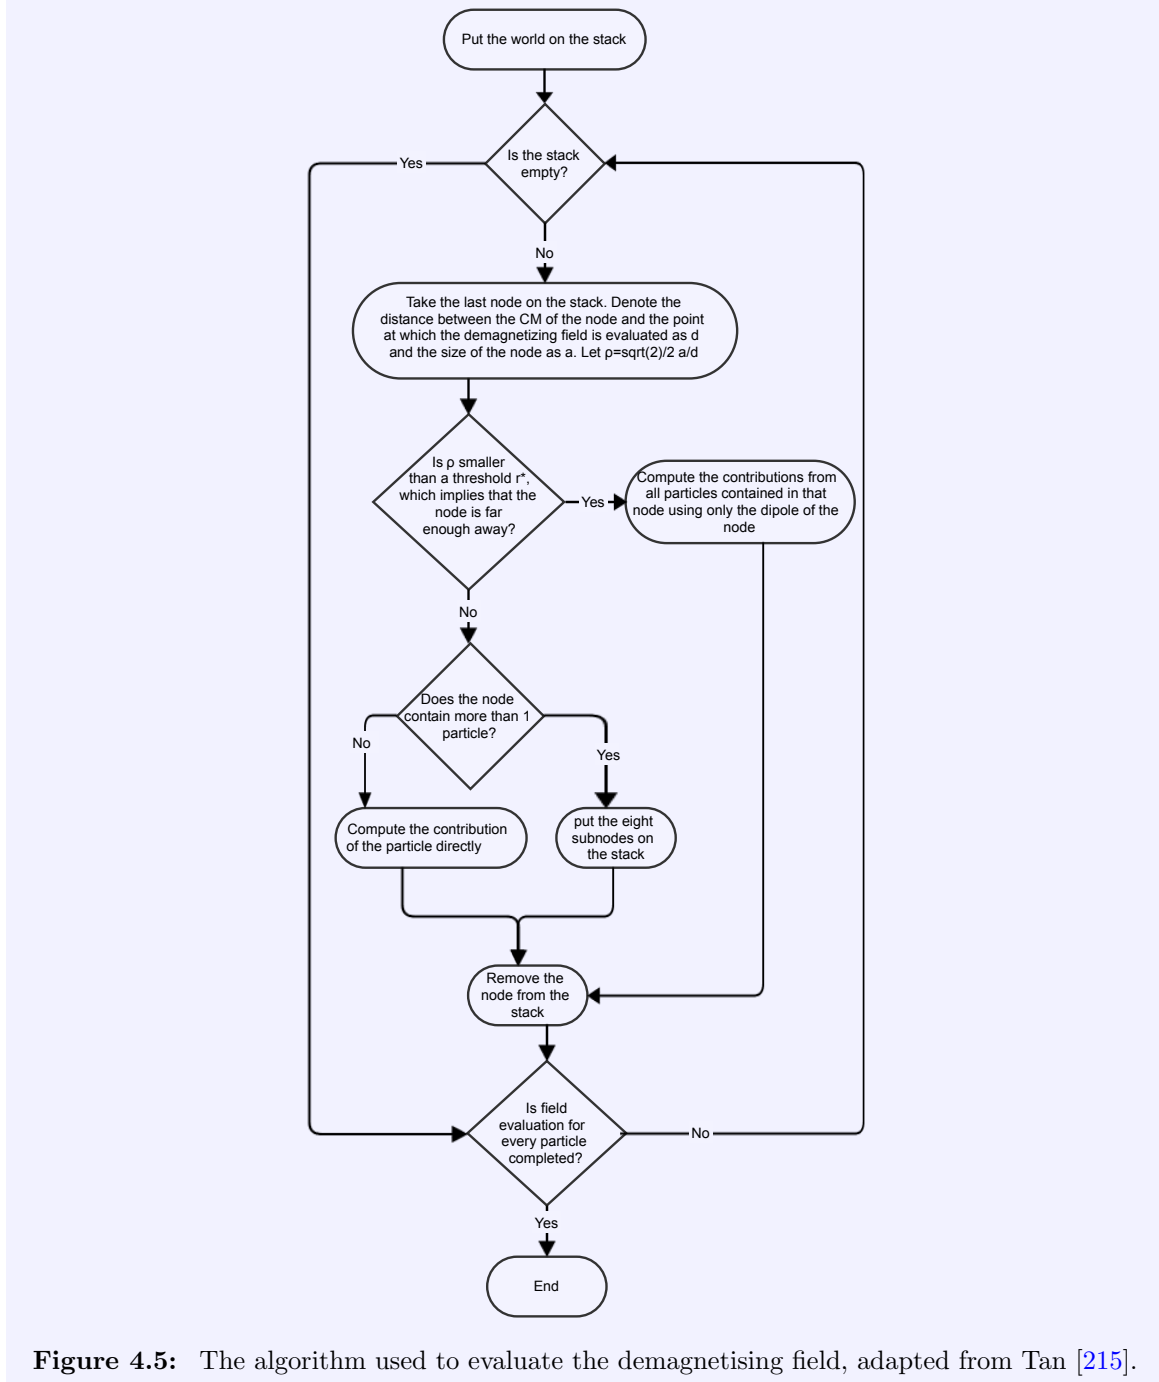 Put the world on the stack
Is the stack
empty?
Yes
No
Take the last node on the stack. Denote the
distance between the CM of the node and the point
at which the demagnetizing field is evaluated as d
and the size of the node as a. Let ρ=sqrt(2)/2 a/d
Is ρ smaller
than a threshold r*,
which implies that the
node is far
enough away?
Yes
Compute the contributions from
all particles contained in that
node using only the dipole of the
node
No
Does the node
contain more than 1
particle?
No
Yes
Compute the contribution
of the particle directly
put the eight
subnodes on
the stack
Remove the
node from the
stack
Is field
evaluation for
every particle
completed?
No
Yes
End
Figure 4.5: The algorithm used to evaluate the demagnetising field, adapted from Tan [215].